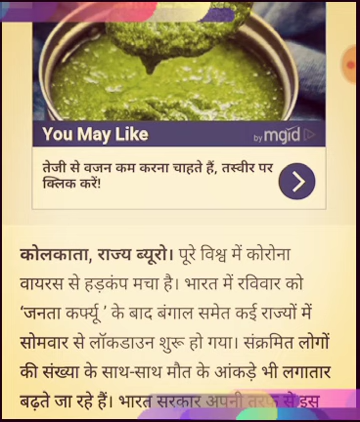 You May Like
by mgid
तेजी से वजन कम करना चाहते हैं, तस्वीर पर
क्लिक करें!
कोलकाता, राज्य ब्यूरो। पूरे विश्व में कोरोना
वायरस से हड़कंप मचा है। भारत में रविवार को
‘जनता कर्फ्यू ’ के बाद बंगाल समेत कई राज्यों में
सोमवार से लॉकडाउन शुरू हो गया। संक्रमित लोगों
की संख्या के साथ-साथ मौत के आंकड़े भी लगातार
बढ़ते जा रहे हैं। भारत सरकार अपनी तरफ से इस